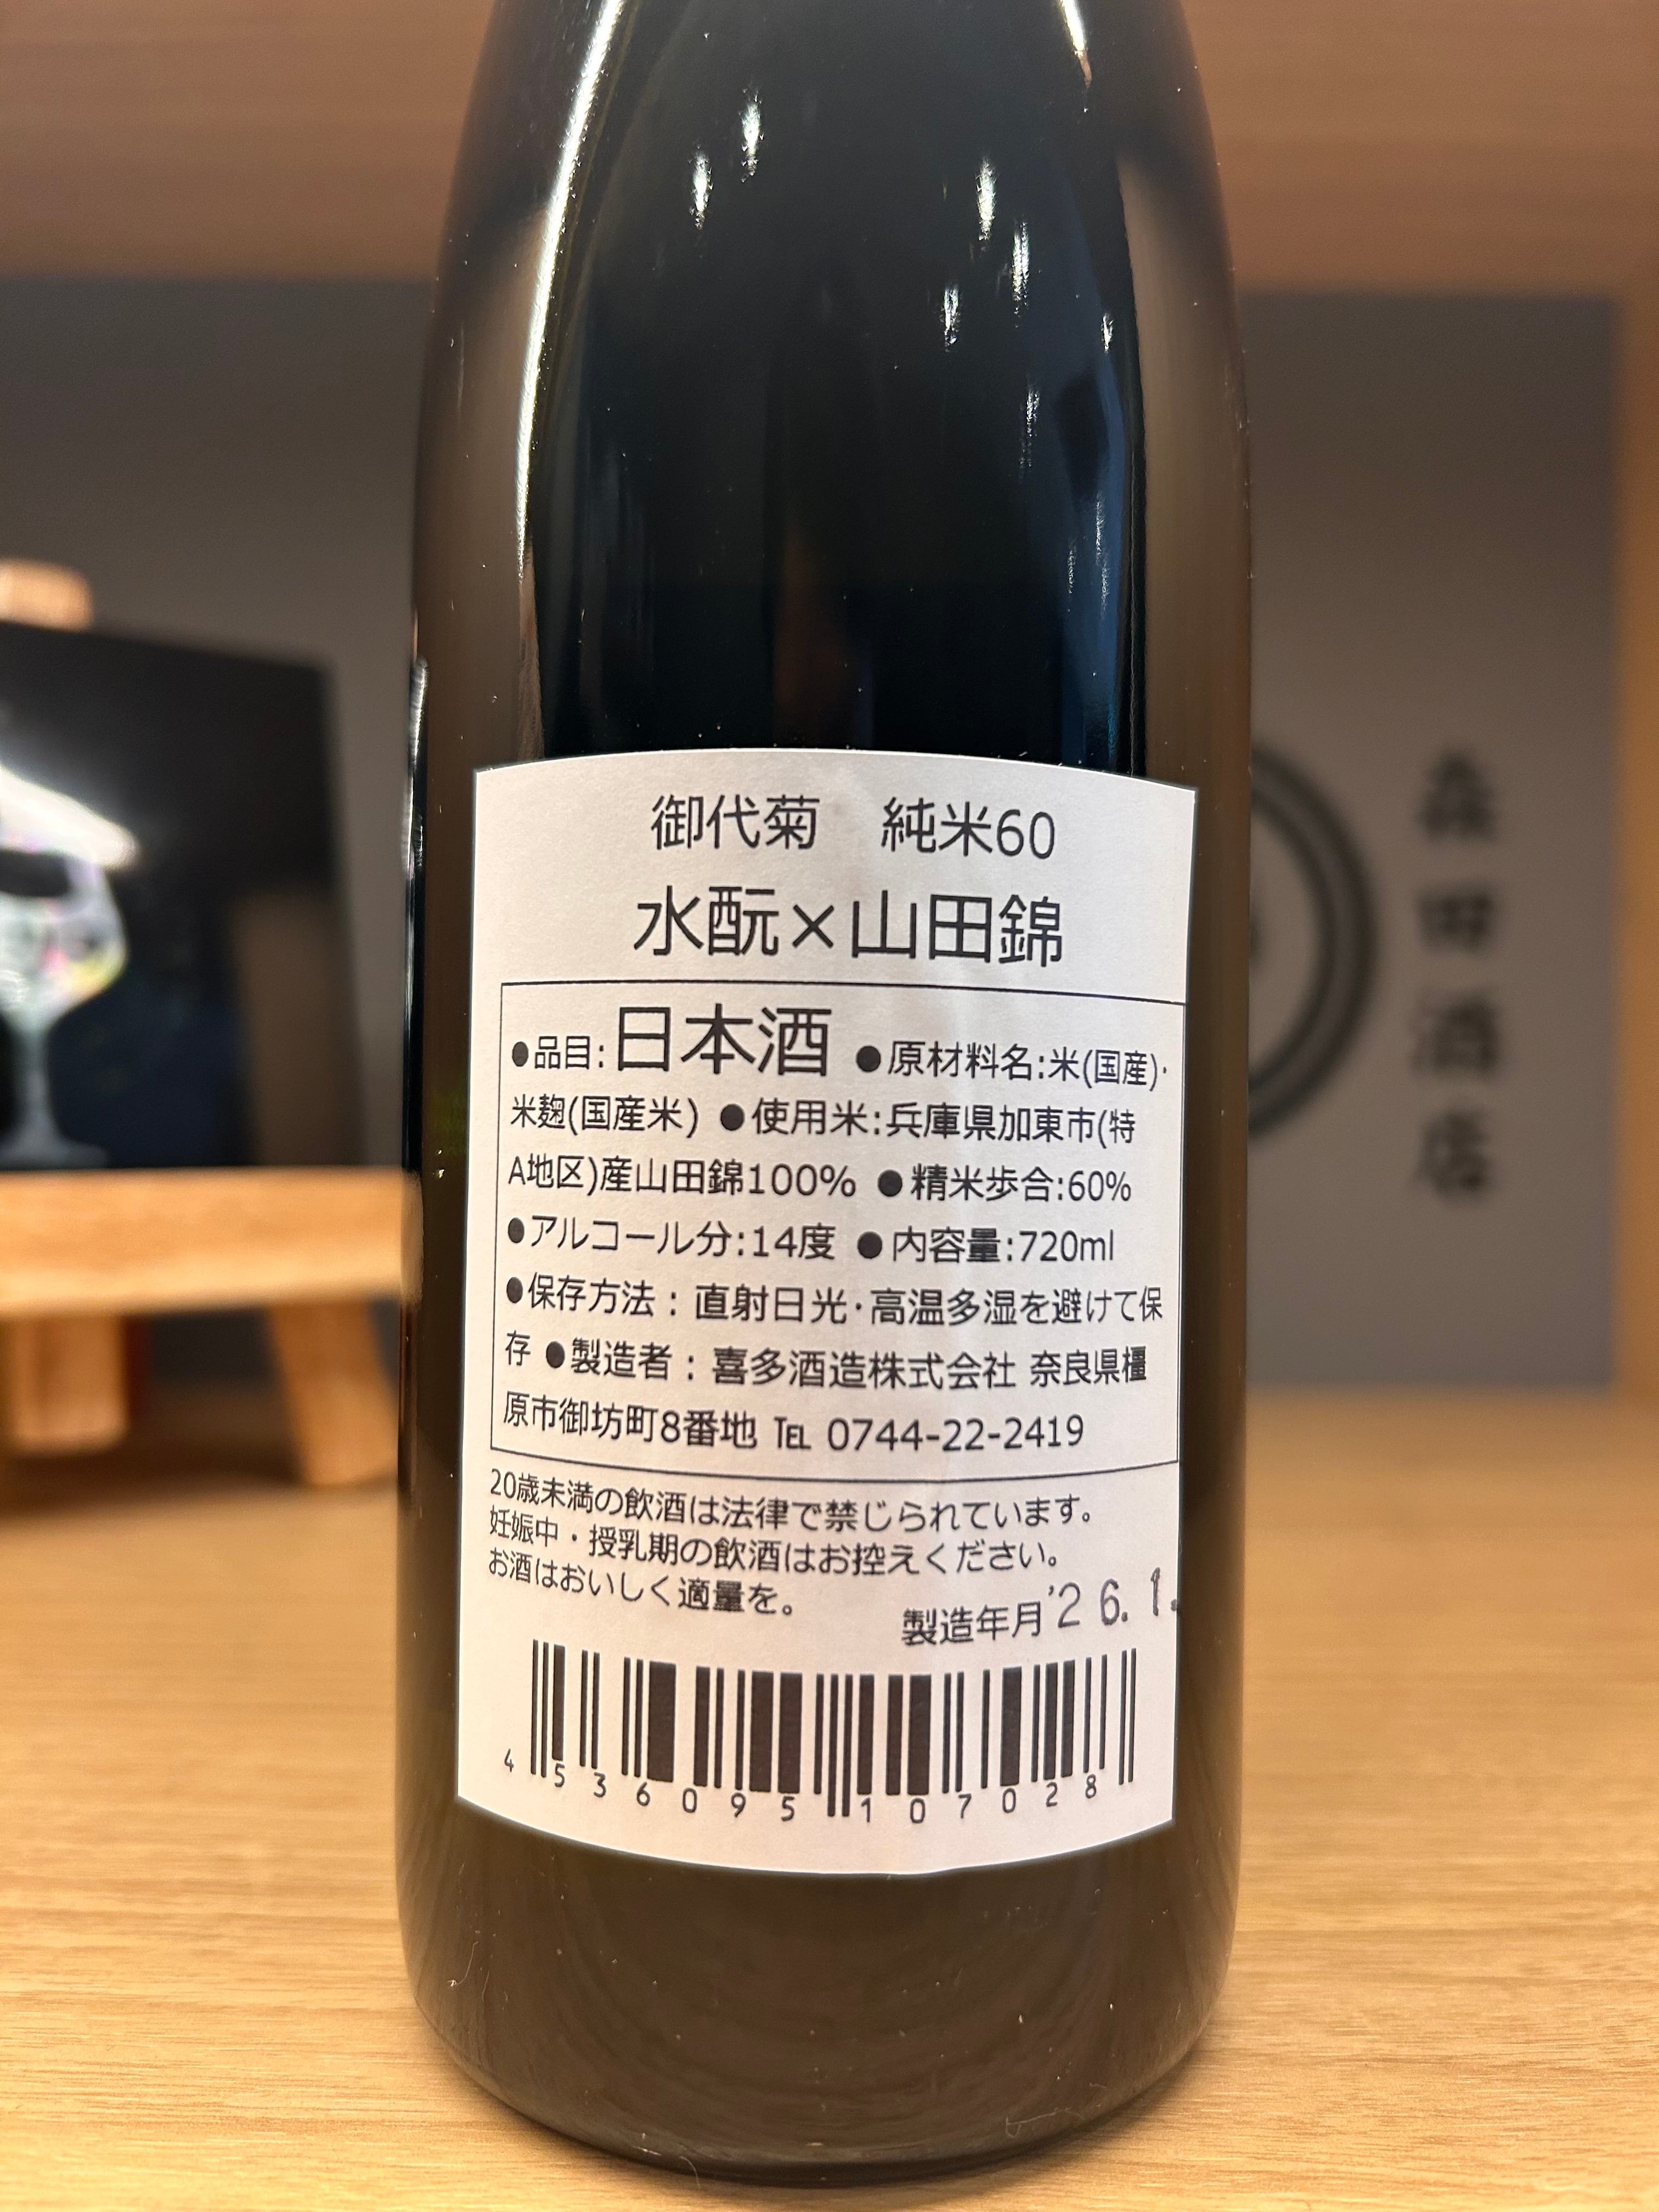 御代菊 純米60
水酛×山田錦
●品目:日本酒 ●原材料名:米(国産)・
米麹(国産米) ●使用米:兵庫県加東市(特
A地区)産山田錦100% ●精米歩合:60%
●アルコール分:14度 ●内容量:720ml
●保存方法：直射日光・高温多湿を避けて保
存 ●製造者：喜多酒造株式会社 奈良県橿
原市御坊町8番地 ℡ 0744-22-2419
20歳未満の飲酒は法律で禁じられています。
妊娠中・授乳期の飲酒はお控えください。
お酒はおいしく適量を。
製造年月'26.1.
4 536095 107028
森田酒店